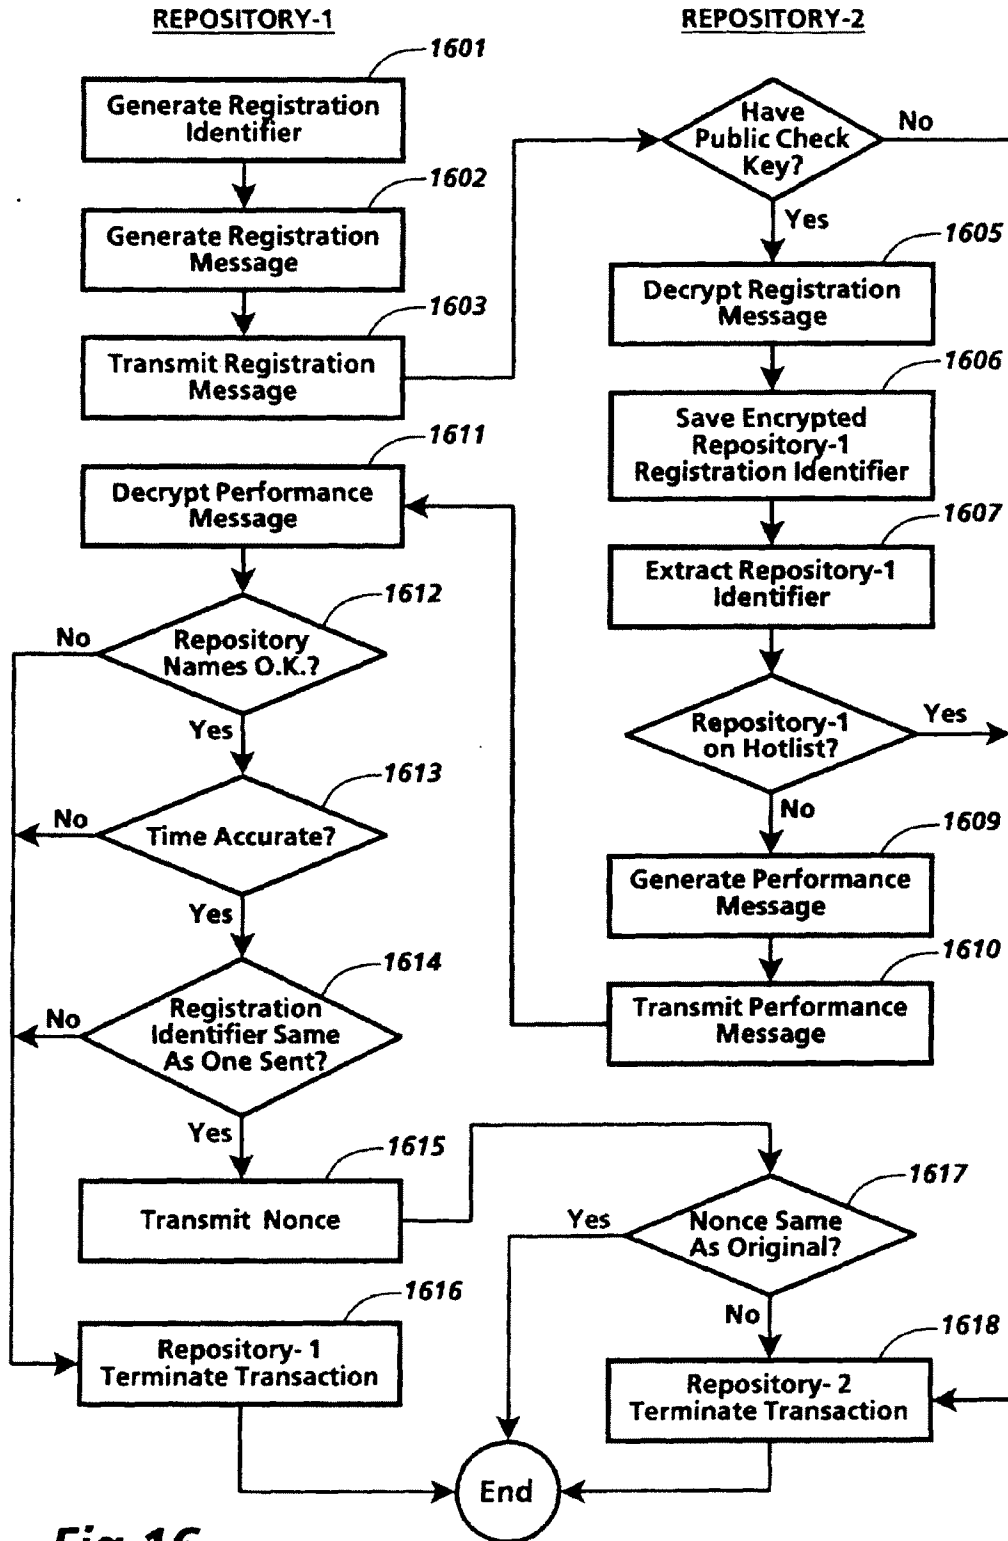 REPOSITORY-1
REPOSITORY-2
1601
Generate Registration
Identifier
1602
Generate Registration
Message
1603
Transmit Registration
Message
Have
Public Check
Key?
No
Yes
1605
Decrypt Registration
Message
1606
Save Encrypted
Repository-1
Registration Identifier
1607
Extract Repository-1
Identifier
Repository-1
on Hotlist?
Yes
No
1609
Generate Performance
Message
1610
Transmit Performance
Message
1611
Decrypt Performance
Message
1612
Repository
Names O.K.?
No
Yes
1613
Time Accurate?
No
Yes
1614
Registration
Identifier Same
As One Sent?
No
Yes
1615
Transmit Nonce
1616
Repository- 1
Terminate Transaction
1617
Nonce Same
As Original?
Yes
No
1618
Repository- 2
Terminate Transaction
End
Fig 16